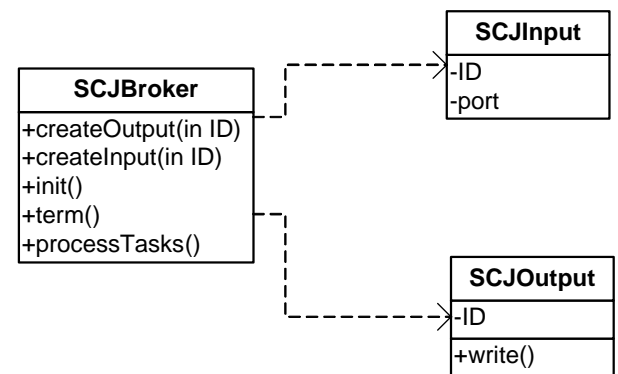 SCJBroker
+createOutput(in ID)
+createInput(in ID)
+init()
+term()
+processTasks()
SCJInput
-ID
-port
SCJOutput
-ID
+write()